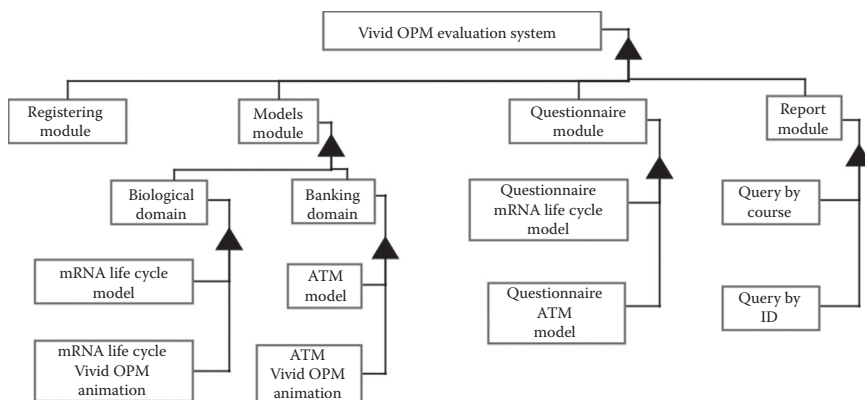 Vivid OPM evaluation system
Registering
module
Models
module
Questionnaire
module
Report
module
Biological
domain
Banking
domain
Questionnaire
mRNA life cycle
model
Query by
course
mRNA life cycle
model
ATM
model
Questionnaire
ATM
model
Query by
ID
mRNA life cycle
Vivid OPM
animation
ATM
Vivid OPM
animation